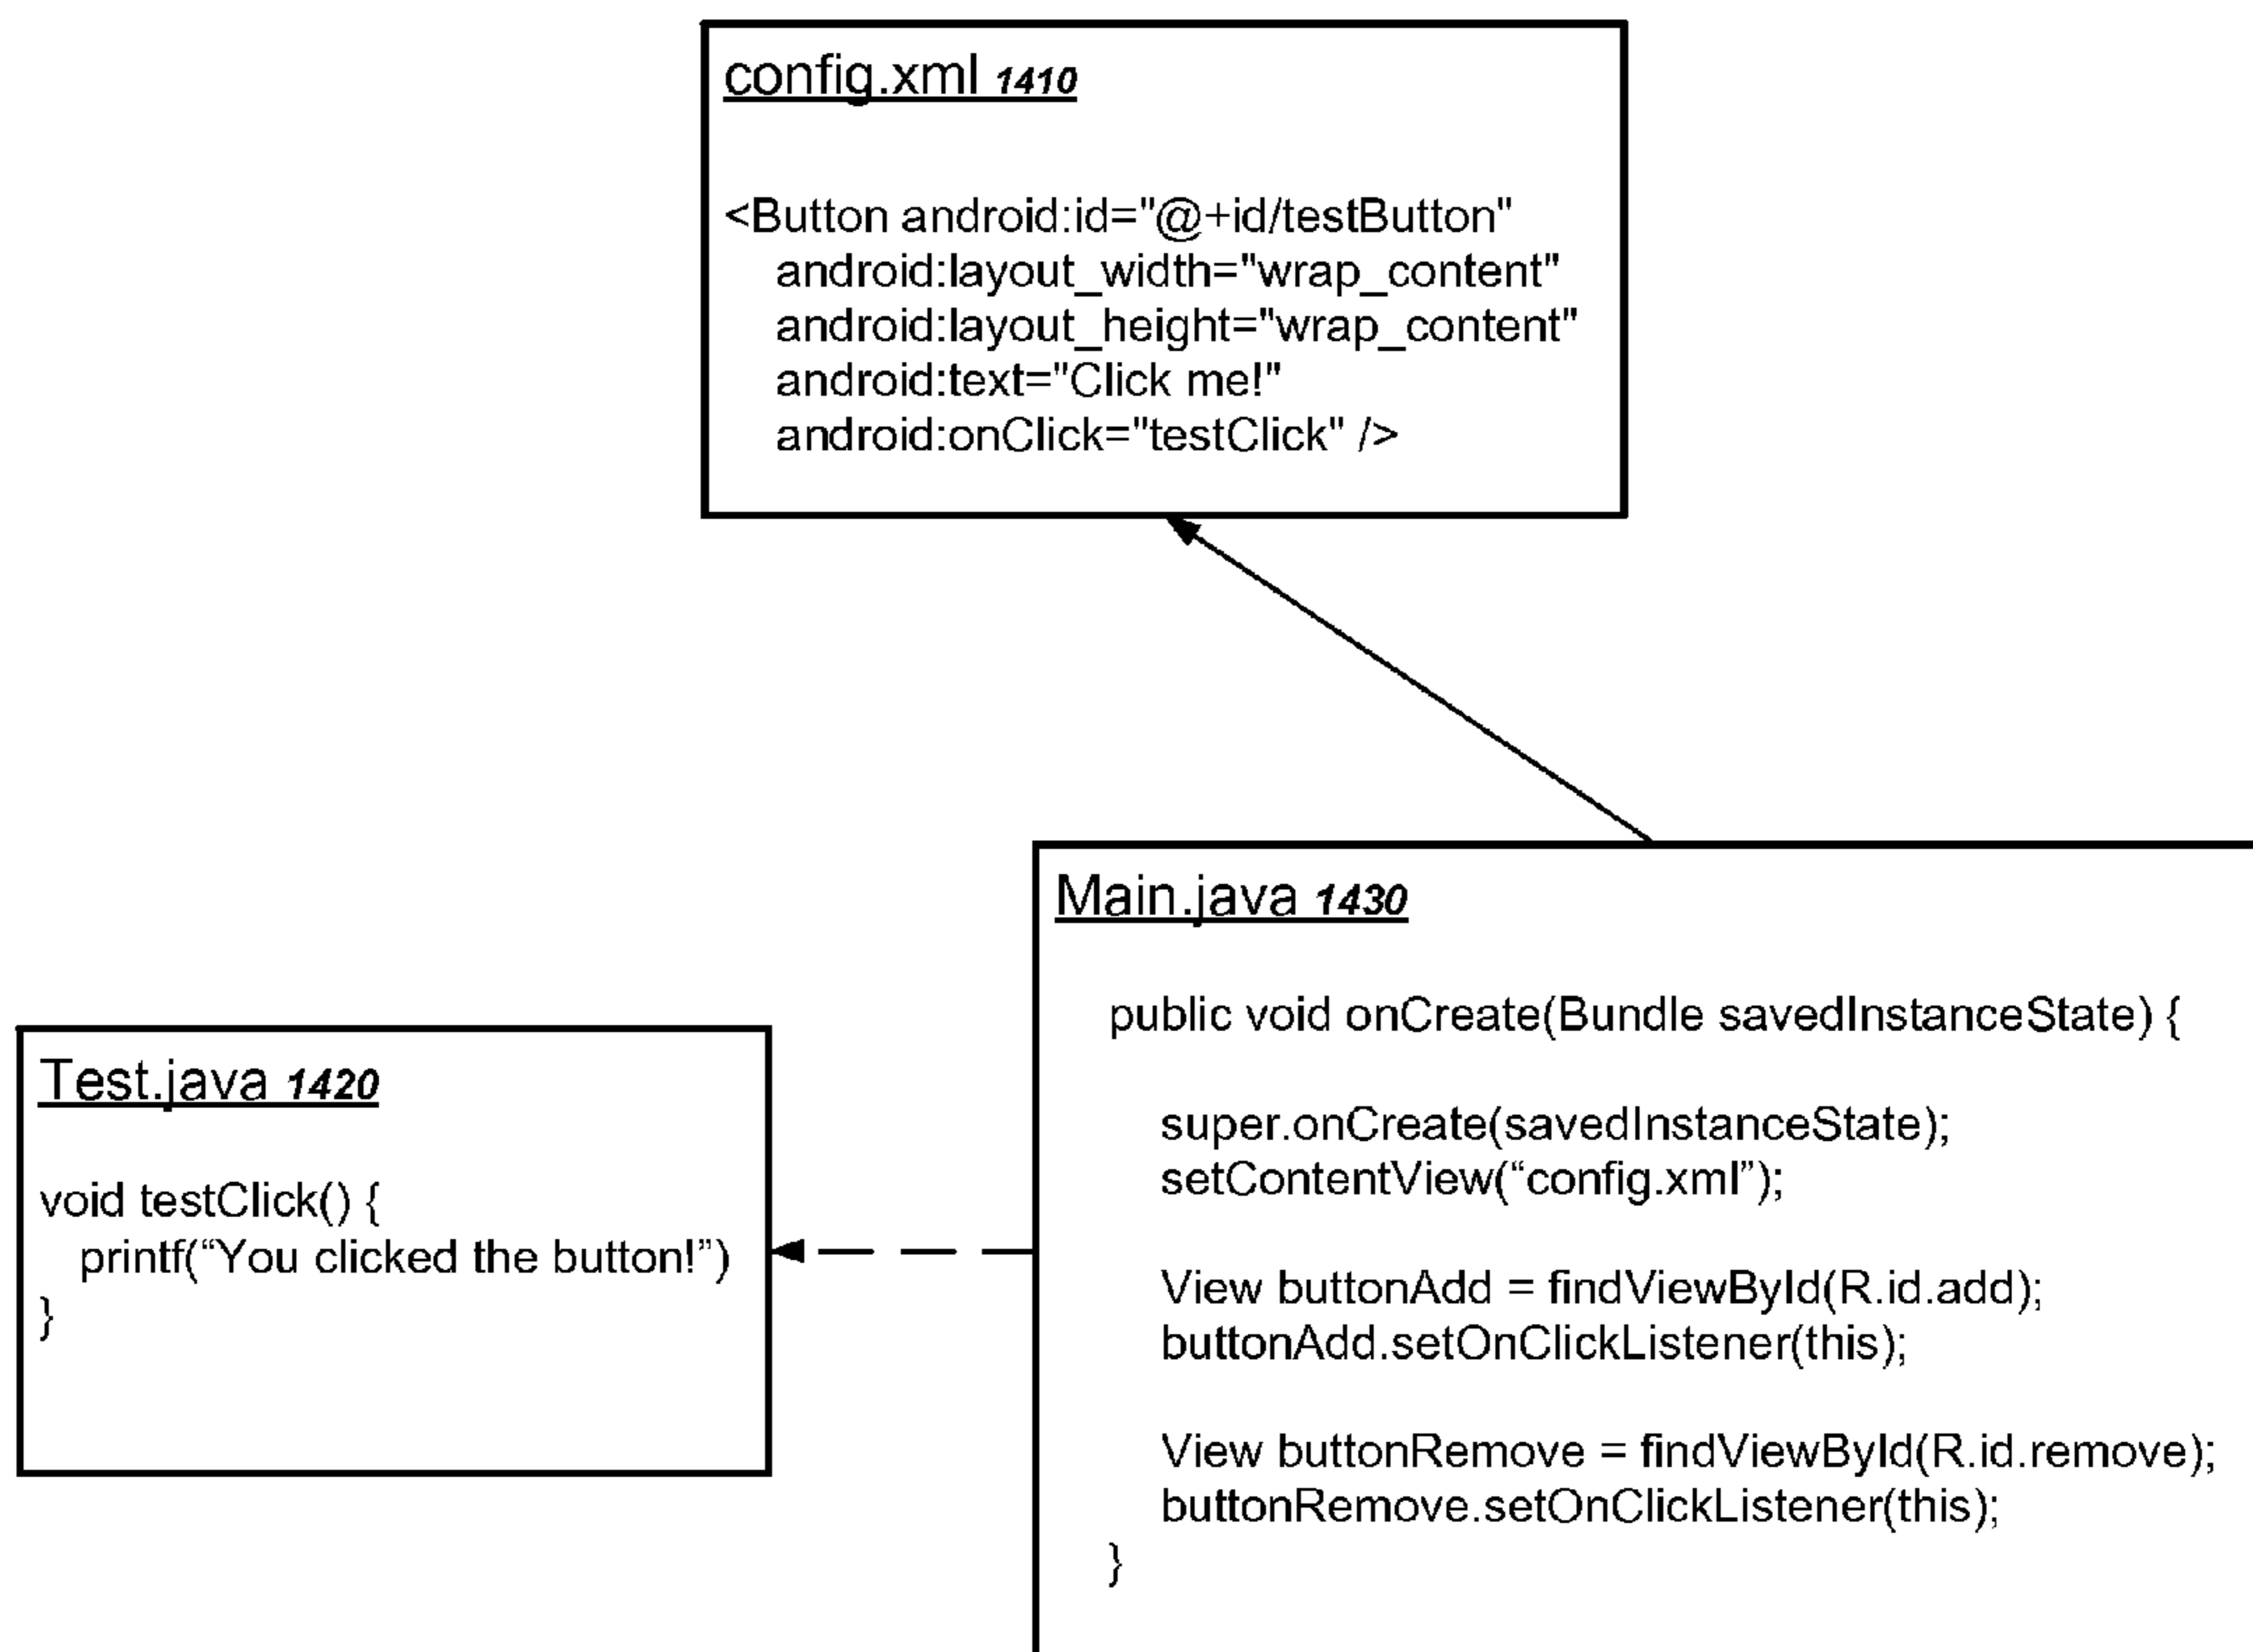 config.xml 1410
<Button android:id="@+id/testButton"
android:layout_width="wrap_content"
android:layout_height="wrap_content"
android:text="Click me!"
android:onClick="testClick" />
Main.java 1430
public void onCreate(Bundle savedInstanceState) {
super.onCreate(savedInstanceState);
setContentView(“config.xml”);
View buttonAdd = findViewById(R.id.add);
buttonAdd.setOnClickListener(this);
View buttonRemove = findViewById(R.id.remove);
buttonRemove.setOnClickListener(this);
}
Test.java 1420
void testClick() {
printf(“You clicked the button!”)
}